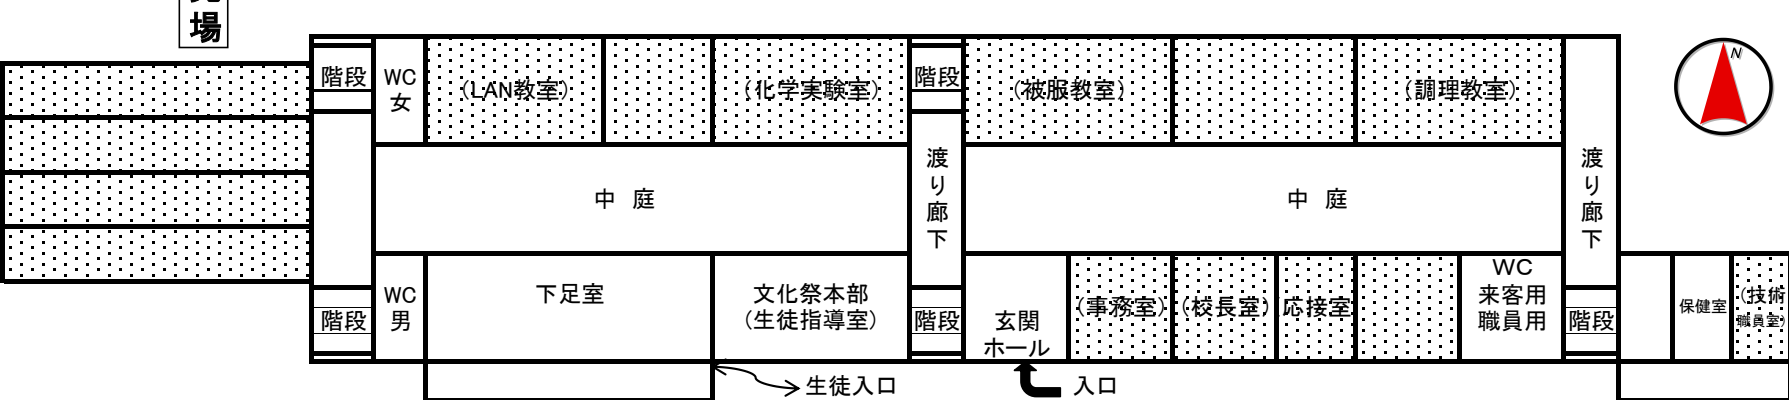 場
階段
WC
女
(LAN教室)
(化学実験室)
階段
(被服教室)
(調理教室)
N
中 庭
渡り廊下
中 庭
渡り廊下
WC
男
階段
下足室
文化祭本部
(生徒指導室)
階段
玄関
ホール
(事務室)
(校長室)
応接室
WC
来客用
職員用
階段
保健室
(技術
職員室)
生徒入口
入口